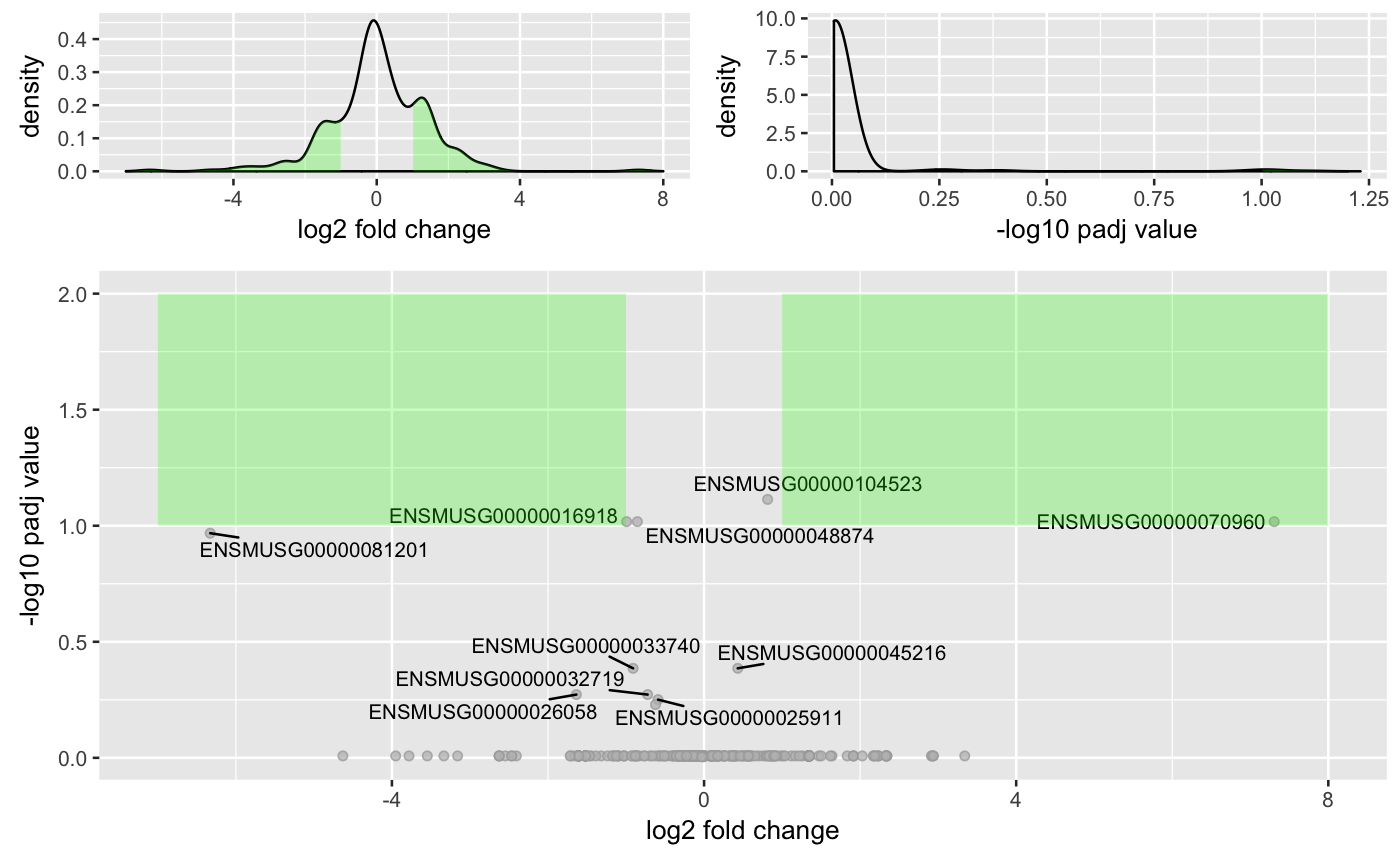 density
0.4
0.3
0.2
0.1
0.0
-4 0 4 8
log2 fold change
density
10.0
7.5
5.0
2.5
0.0
0.00 0.25 0.50 0.75 1.00 1.25
-log10 padj value
-log10 padj value
2.0
1.5
1.0
0.5
0.0
ENSMUSG00000104523
ENSMUSG00000016918
ENSMUSG00000070960
ENSMUSG00000048874
ENSMUSG00000081201
ENSMUSG00000033740
ENSMUSG00000045216
ENSMUSG00000032719
ENSMUSG00000026058
ENSMUSG00000025911
-4 0 4 8
log2 fold change